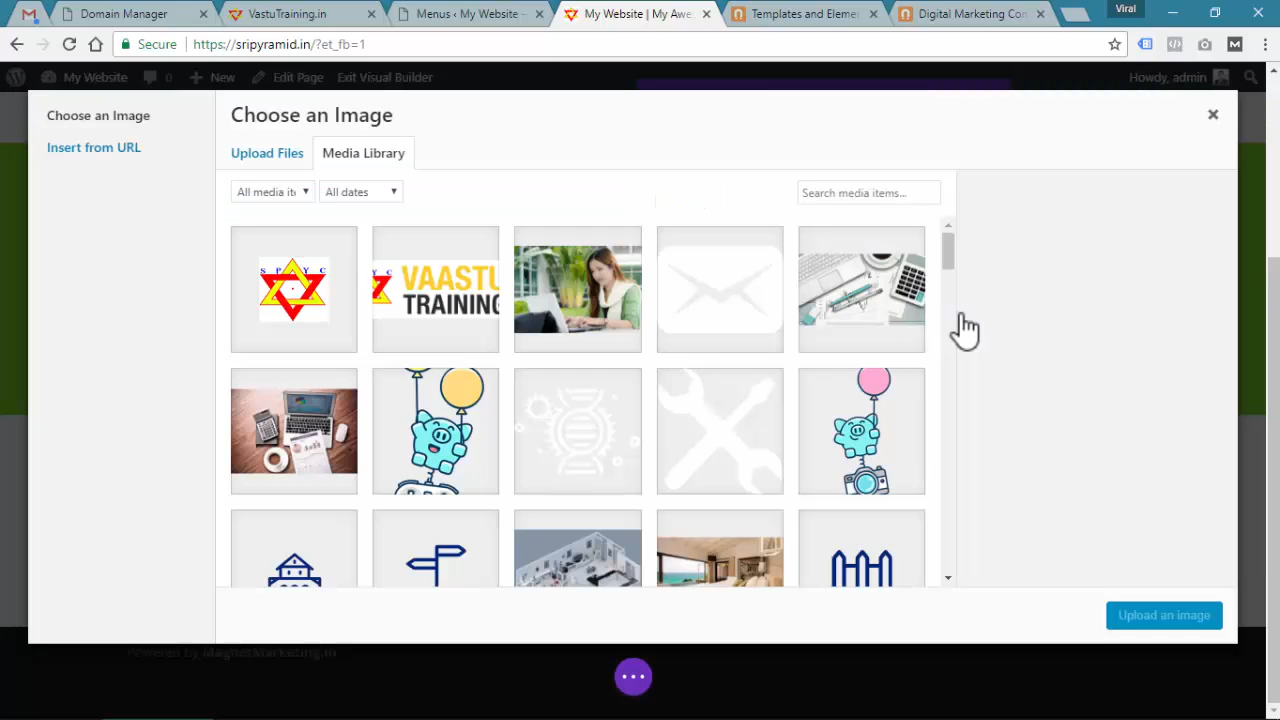 Domain Manager
VastuTraining.in
Menus ‹ My Website –
My Website | My Awe
Templates and Eleme
Digital Marketing Con
Viral
Secure
https://sripyramid.in/?et_fb=1
My Website
0
New
Edit Page
Exit Visual Builder
Howdy, admin
Choose an Image
Insert from URL
Choose an Image
Upload Files
Media Library
All media ite
All dates
Search media items...
S P Y C
Y C
VAASTU
TRAINING
Upload an image
Powered by MagnetMarketing.in